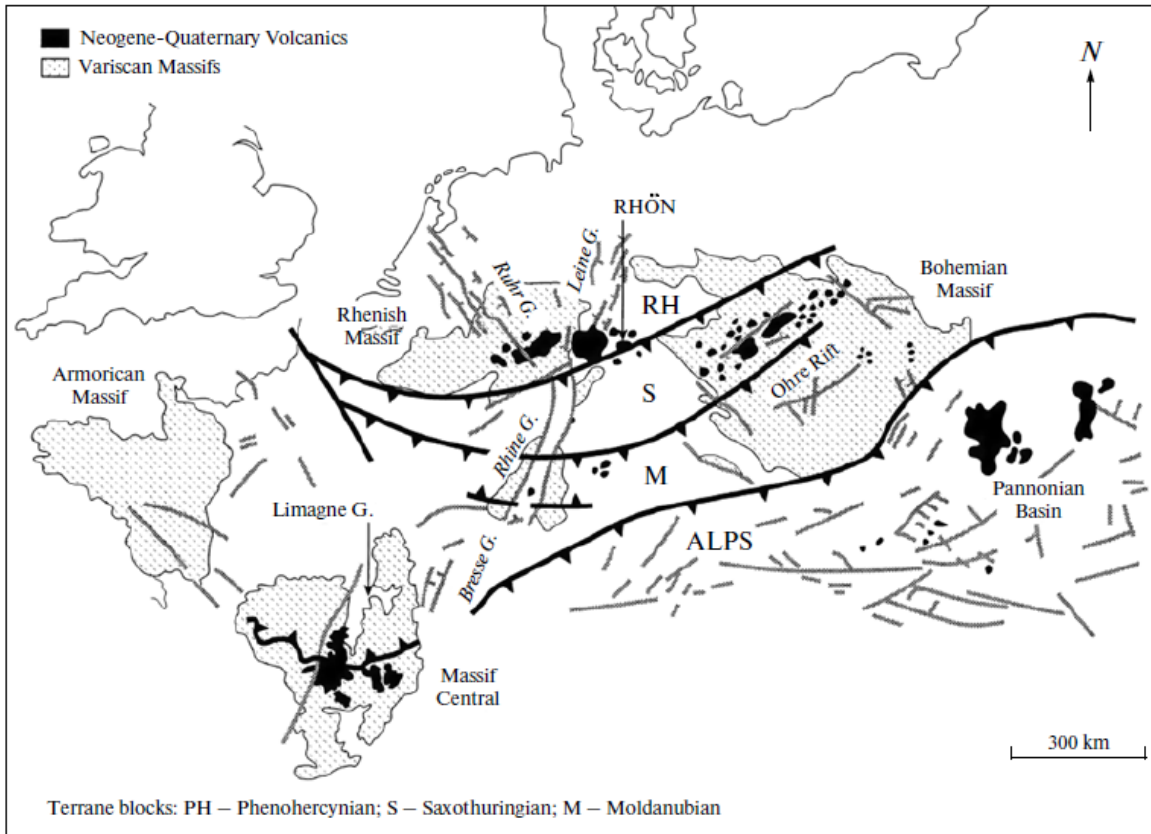 Neogene-Quaternary Volcanics
Variscan Massifs
N
RHÖN
Leine G.
Ruhr G.
RH
Bohemian
Massif
Rhenish
Massif
Armorican
Massif
Ohre Rift
S
Rhine G.
M
Limagne G.
Pannonian
Basin
ALPS
Bresse G.
Massif
Central
300 km
Terrane blocks: PH – Phenohercynian; S – Saxothuringian; M – Moldanubian